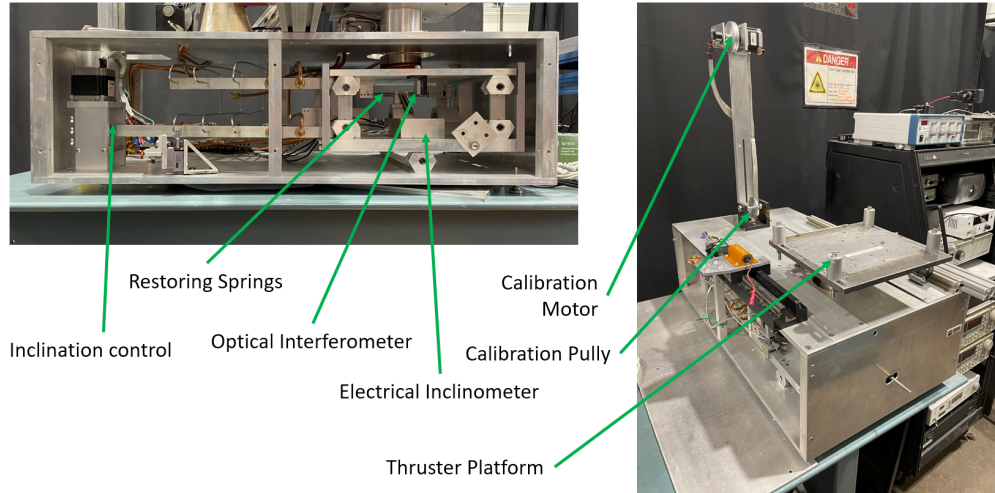 DANGER
Restoring Springs
Calibration
Motor
Inclination control
Optical Interferometer
Calibration Pully
Electrical Inclinometer
Thruster Platform